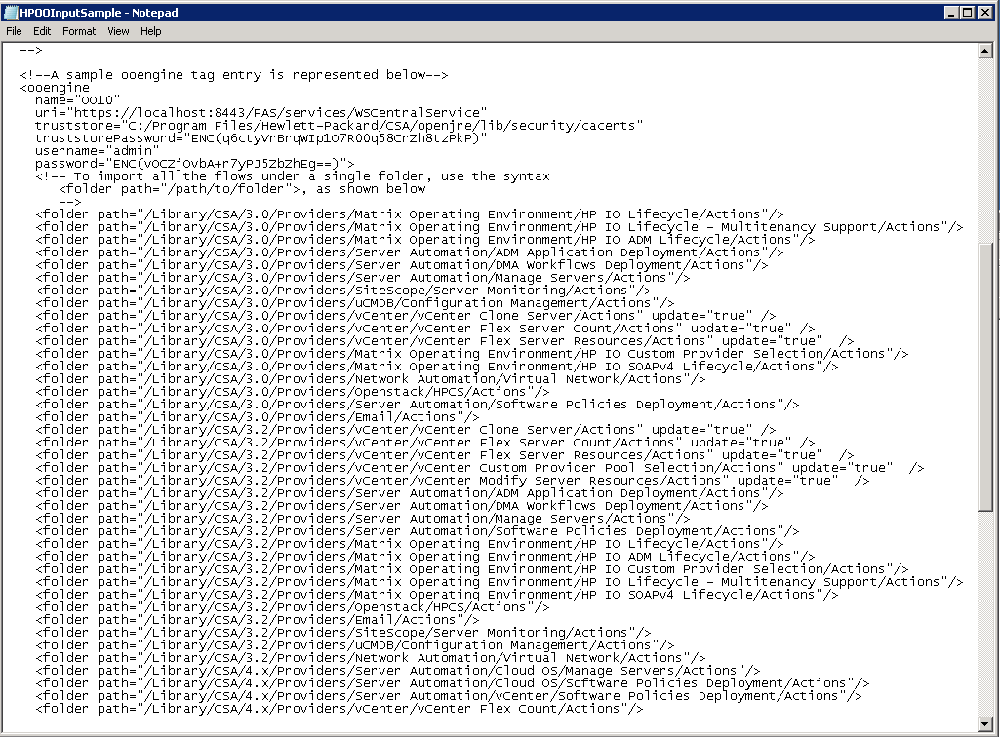 HPOOInputSample - Notepad
File Edit Format View Help
-->
<!--A sample ooengine tag entry is represented below-->
<ooengine
name="OO10"
uri="https://localhost:8443/PAS/services/WSCentralService"
truststore="C:/Program Files/Hewlett-Packard/CSA/openjre/lib/security/cacerts"
truststorePassword="ENC(q6ctyVrBrqWIp1O7R0Oq58CrZh8tzPkP)"
username="admin"
password="ENC(vOCZjOvbA+r7yPJ5ZbZhEg==)">
<!-- To import all the flows under a single folder, use the syntax
<folder path="/path/to/folder">, as shown below
-->
<folder path="/Library/CSA/3.0/Providers/Matrix Operating Environment/HP IO Lifecycle/Actions"/>
<folder path="/Library/CSA/3.0/Providers/Matrix Operating Environment/HP IO Lifecycle - Multitenancy Support/Actions"/>
<folder path="/Library/CSA/3.0/Providers/Matrix Operating Environment/HP IO ADM Lifecycle/Actions"/>
<folder path="/Library/CSA/3.0/Providers/Server Automation/ADM Application Deployment/Actions"/>
<folder path="/Library/CSA/3.0/Providers/Server Automation/DMA Workflows Deployment/Actions"/>
<folder path="/Library/CSA/3.0/Providers/Server Automation/Manage Servers/Actions"/>
<folder path="/Library/CSA/3.0/Providers/SiteScope/Server Monitoring/Actions"/>
<folder path="/Library/CSA/3.0/Providers/uCMDB/Configuration Management/Actions"/>
<folder path="/Library/CSA/3.0/Providers/vCenter/vCenter Clone Server/Actions" update="true" />
<folder path="/Library/CSA/3.0/Providers/vCenter/vCenter Flex Server Count/Actions" update="true" />
<folder path="/Library/CSA/3.0/Providers/vCenter/vCenter Flex Server Resources/Actions" update="true"  />
<folder path="/Library/CSA/3.0/Providers/Matrix Operating Environment/HP IO Custom Provider Selection/Actions"/>
<folder path="/Library/CSA/3.0/Providers/Matrix Operating Environment/HP IO SOAPv4 Lifecycle/Actions"/>
<folder path="/Library/CSA/3.0/Providers/Network Automation/Virtual Network/Actions"/>
<folder path="/Library/CSA/3.0/Providers/Openstack/HPCS/Actions"/>
<folder path="/Library/CSA/3.0/Providers/Server Automation/Software Policies Deployment/Actions"/>
<folder path="/Library/CSA/3.0/Providers/Email/Actions"/>
<folder path="/Library/CSA/3.2/Providers/vCenter/vCenter Clone Server/Actions" update="true" />
<folder path="/Library/CSA/3.2/Providers/vCenter/vCenter Flex Server Count/Actions" update="true" />
<folder path="/Library/CSA/3.2/Providers/vCenter/vCenter Flex Server Resources/Actions" update="true"  />
<folder path="/Library/CSA/3.2/Providers/vCenter/vCenter Custom Provider Pool Selection/Actions" update="true"  />
<folder path="/Library/CSA/3.2/Providers/vCenter/vCenter Modify Server Resources/Actions" update="true"  />
<folder path="/Library/CSA/3.2/Providers/Server Automation/ADM Application Deployment/Actions"/>
<folder path="/Library/CSA/3.2/Providers/Server Automation/DMA Workflows Deployment/Actions"/>
<folder path="/Library/CSA/3.2/Providers/Server Automation/Manage Servers/Actions"/>
<folder path="/Library/CSA/3.2/Providers/Server Automation/Software Policies Deployment/Actions"/>
<folder path="/Library/CSA/3.2/Providers/Matrix Operating Environment/HP IO Lifecycle/Actions"/>
<folder path="/Library/CSA/3.2/Providers/Matrix Operating Environment/HP IO ADM Lifecycle/Actions"/>
<folder path="/Library/CSA/3.2/Providers/Matrix Operating Environment/HP IO Custom Provider Selection/Actions"/>
<folder path="/Library/CSA/3.2/Providers/Matrix Operating Environment/HP IO Lifecycle - Multitenancy Support/Actions"/>
<folder path="/Library/CSA/3.2/Providers/Matrix Operating Environment/HP IO SOAPv4 Lifecycle/Actions"/>
<folder path="/Library/CSA/3.2/Providers/Openstack/HPCS/Actions"/>
<folder path="/Library/CSA/3.2/Providers/Email/Actions"/>
<folder path="/Library/CSA/3.2/Providers/SiteScope/Server Monitoring/Actions"/>
<folder path="/Library/CSA/3.2/Providers/uCMDB/Configuration Management/Actions"/>
<folder path="/Library/CSA/3.2/Providers/Network Automation/Virtual Network/Actions"/>
<folder path="/Library/CSA/4.x/Providers/Server Automation/Cloud OS/Manage Servers/Actions"/>
<folder path="/Library/CSA/4.x/Providers/Server Automation/Cloud OS/Software Policies Deployment/Actions"/>
<folder path="/Library/CSA/4.x/Providers/Server Automation/vCenter/Software Policies Deployment/Actions"/>
<folder path="/Library/CSA/4.x/Providers/vCenter/vCenter Flex Count/Actions"/>